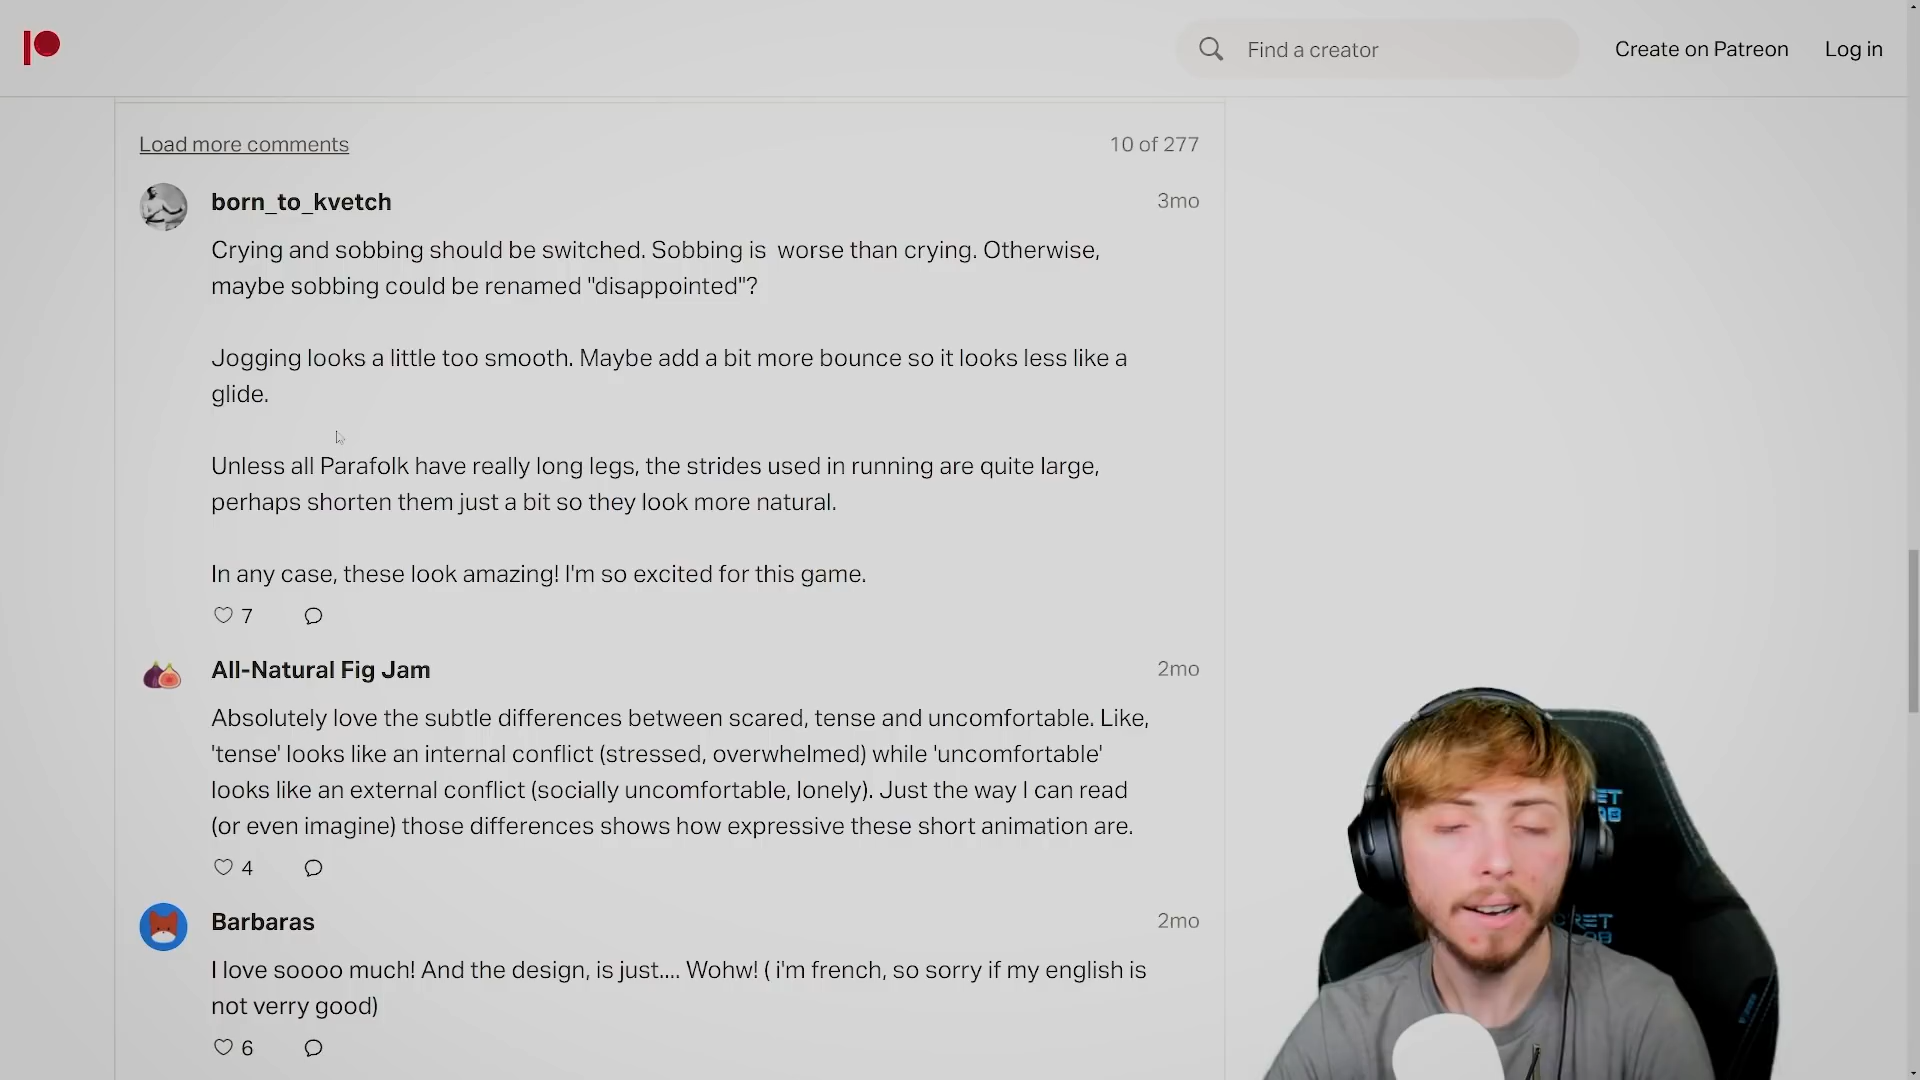 Find a creator
Create on Patreon
Log in
Load more comments
10 of 277
born_to_kvetch
3mo
Crying and sobbing should be switched. Sobbing is  worse than crying. Otherwise,
maybe sobbing could be renamed "disappointed"?
Jogging looks a little too smooth. Maybe add a bit more bounce so it looks less like a
glide.
Unless all Parafolk have really long legs, the strides used in running are quite large,
perhaps shorten them just a bit so they look more natural.
In any case, these look amazing! I'm so excited for this game.
7
All-Natural Fig Jam
2mo
Absolutely love the subtle differences between scared, tense and uncomfortable. Like,
'tense' looks like an internal conflict (stressed, overwhelmed) while 'uncomfortable'
looks like an external conflict (socially uncomfortable, lonely). Just the way I can read
(or even imagine) those differences shows how expressive these short animation are.
4
Barbaras
2mo
I love soooo much! And the design, is just.... Wohw! ( i'm french, so sorry if my english is
not verry good)
6